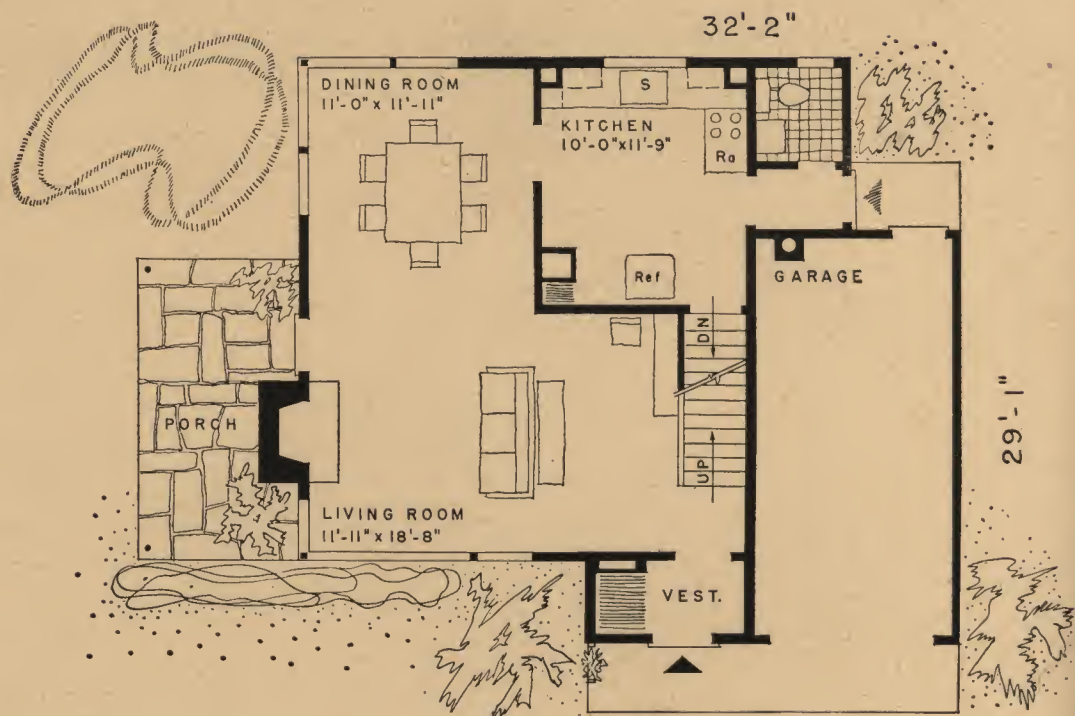 32'-2"
DINING ROOM
11'-0" x 11'-11"
S
KITCHEN
10'-0"x11'-9"
Ra
Ref
GARAGE
DN
UP
PORCH
29'-1"
LIVING ROOM
11'-11" x 18'-8"
VEST.